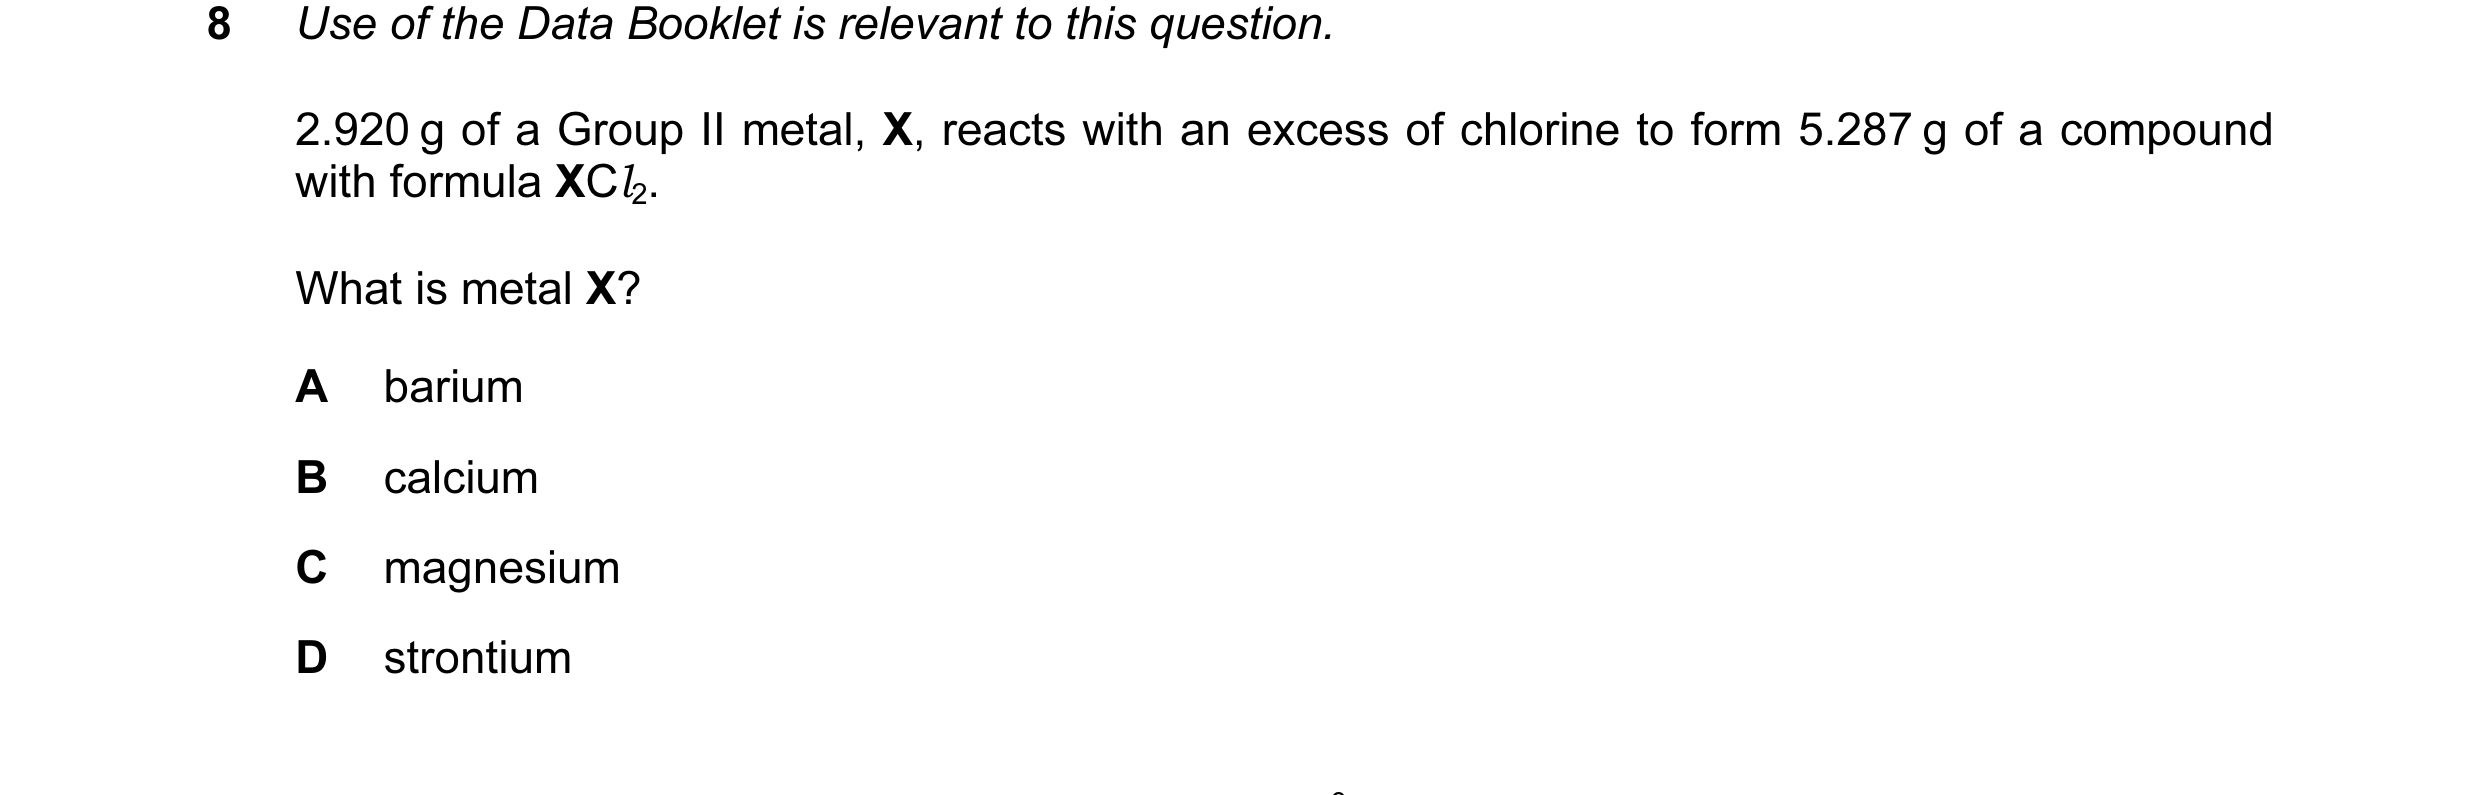 8 Use of the Data Booklet is relevant to this question.
2.920 g of a Group II metal, X, reacts with an excess of chlorine to form 5.287 g of a compound
with formula XCl₂.
What is metal X?
A barium
B calcium
C magnesium
D strontium